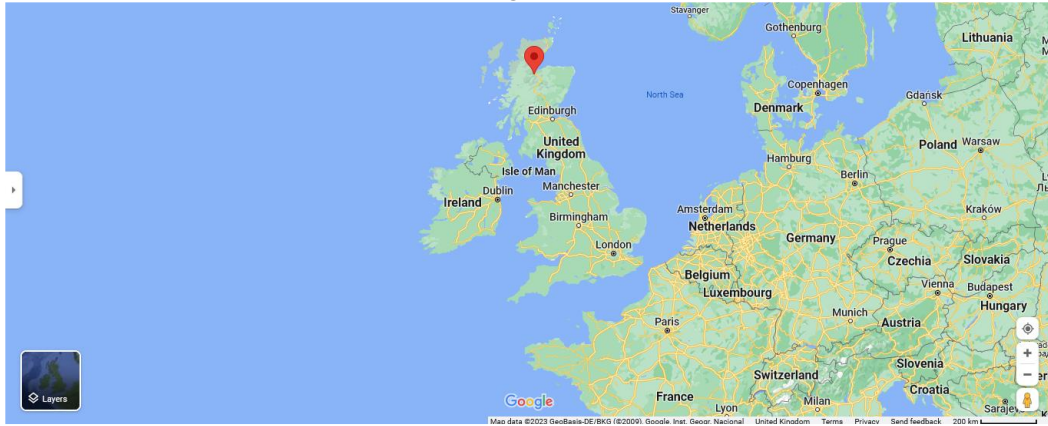 Stavanger
Gothenburg
Lithuania
Copenhagen
North Sea
Gdańsk
Denmark
Edinburgh
United
Kingdom
Poland Warsaw
Hamburg
Isle of Man
Berlin
Dublin
Manchester
Ireland
Amsterdam
Kraków
Birmingham
Netherlands
Germany
London
Prague
Czechia
Slovakia
Belgium
Luxembourg
Vienna
Budapest
Hungary
Munich
Paris
Austria
Slovenia
Switzerland
Croatia
Layers
France
Google
Lyon
Milan
Saraje
Map data ©2023 GeoBasis-DE/BKG (©2009), Google, Inst. Geogr. Nacional United Kingdom Terms Privacy Send feedback 200 km